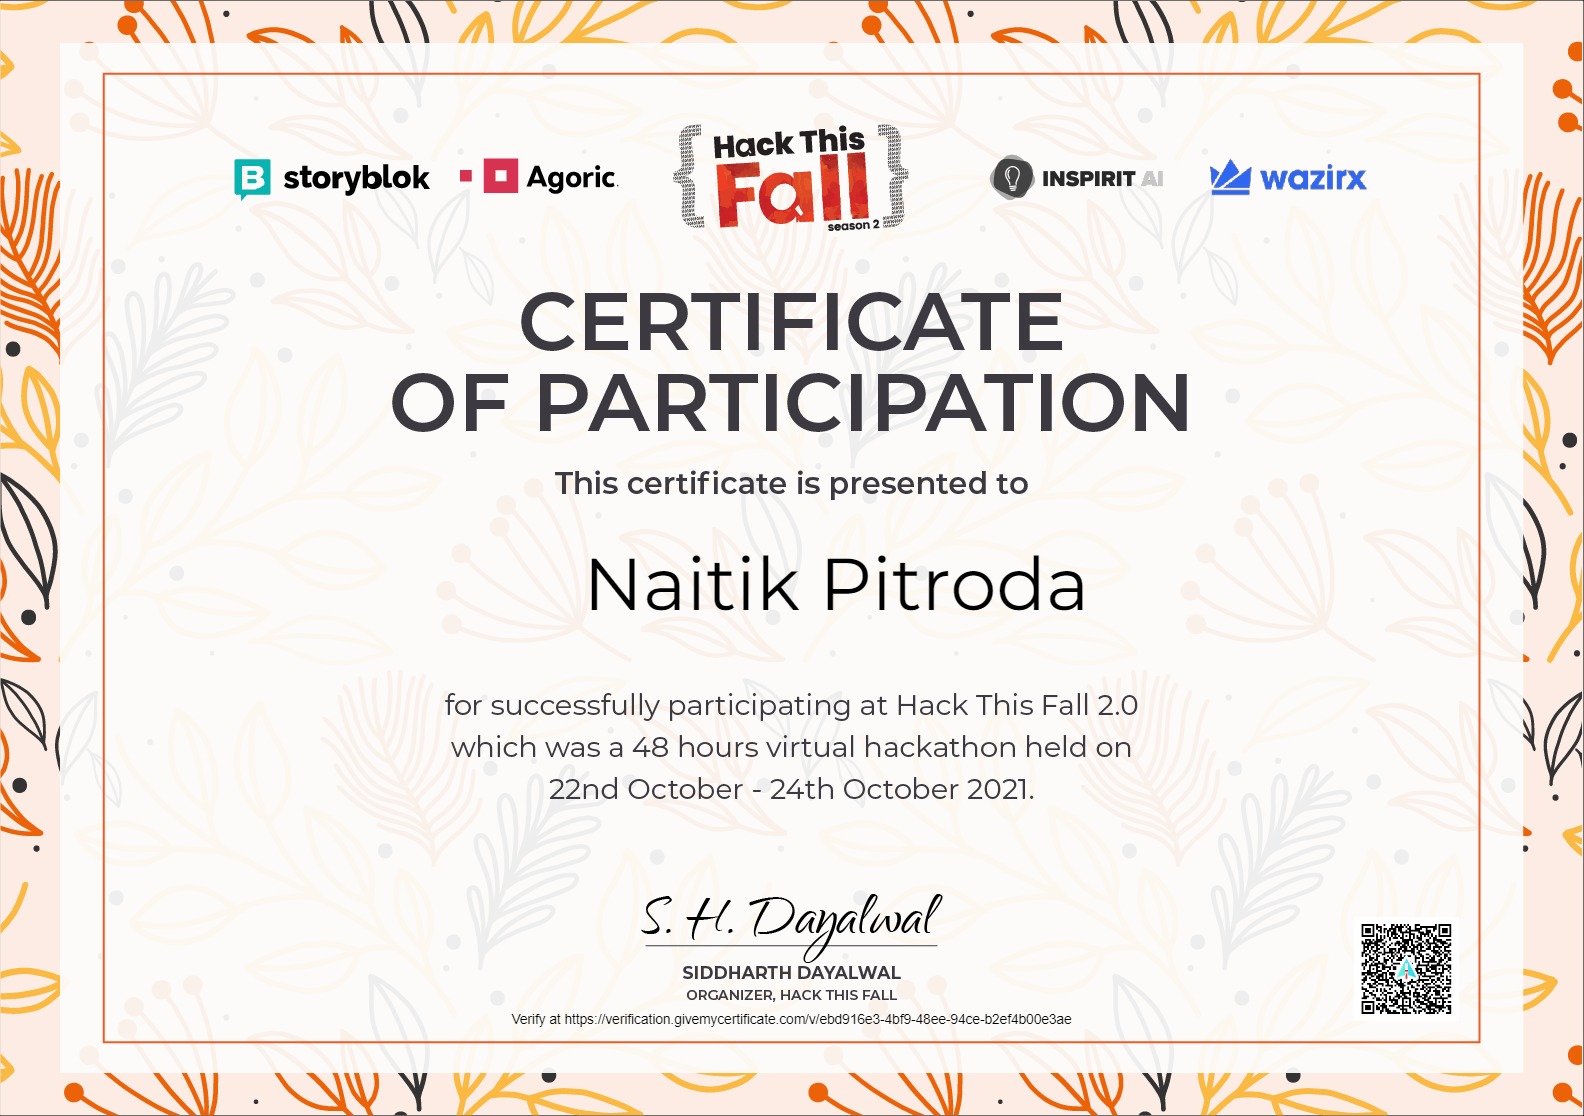 storyblok Agoric Hack This INSPIRIT AI wazirx
Fall
season 2
CERTIFICATE
OF PARTICIPATION
This certificate is presented to
Naitik Pitroda
for successfully participating at Hack This Fall 2.0
which was a 48 hours virtual hackathon held on
22nd October - 24th October 2021.
S. H. Dayalwal
SIDDHARTH DAYALWAL
ORGANIZER, HACK THIS FALL
Verify at https://verification.givemycertificate.com/v/ebd916e3-4bf9-48ee-94ce-b2ef4b00e3ae